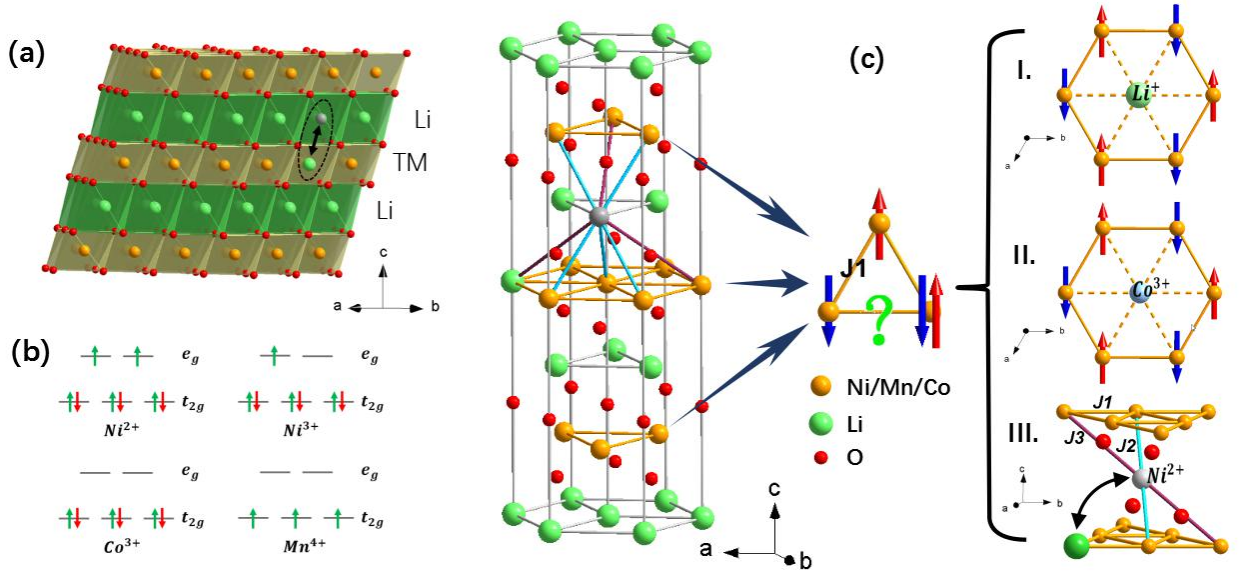 (a)
Li
TM
Li
c
a
b
(b)
e_g
e_g
t_2g
t_2g
Ni²⁺
Ni³⁺
e_g
e_g
t_2g
t_2g
Co³⁺
Mn⁴⁺
c
a
b
(c)
J1
?
Ni/Mn/Co
Li
O
I.
Li⁺
b
a
II.
Co³⁺
b
b
a
III.
J1
J3
J2
Ni²⁺
c
a
b